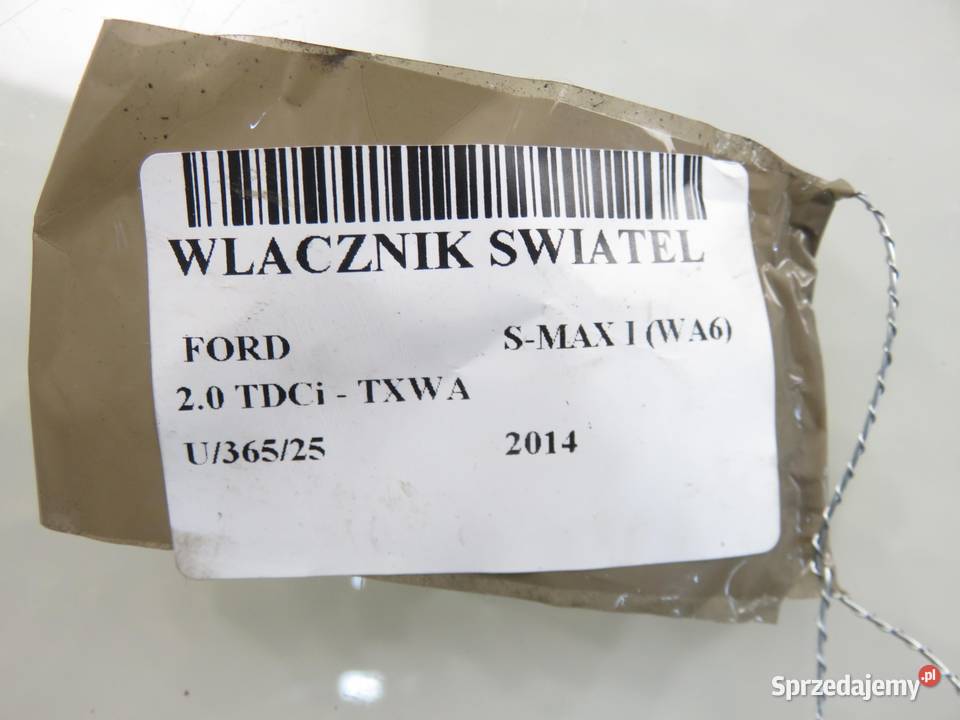 WLACZNIK SWIATEL
FORD S-MAX I (WA6)
2.0 TDCi - TXWA
U/365/25 2014
Sprzedajemy.pl